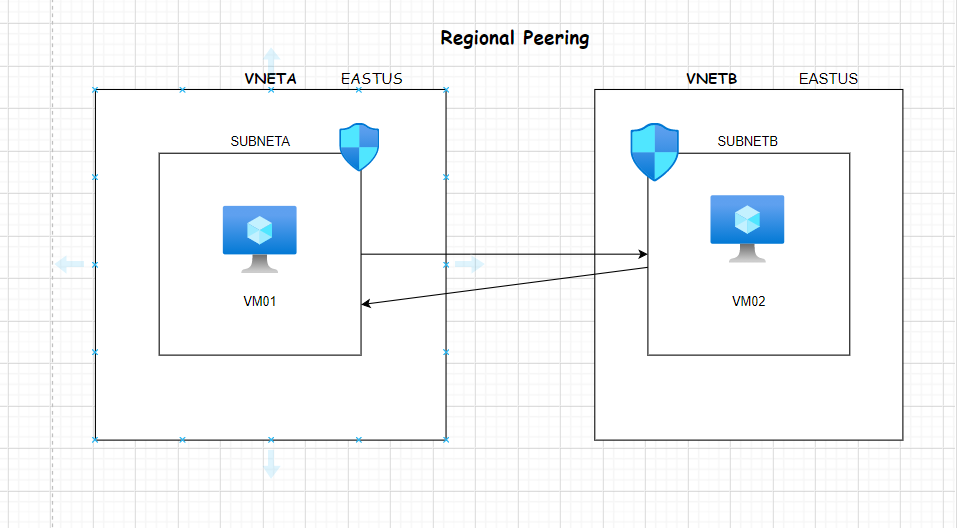 Regional Peering
VNETA EASTUS
VNETB EASTUS
SUBNETA
SUBNETB
VM01
VM02